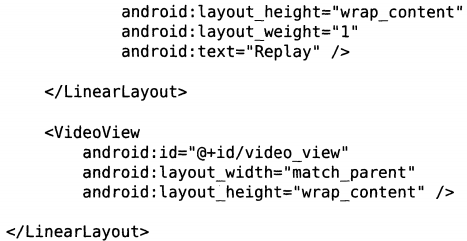 android:layout_height="wrap_content"
android:layout_weight="1"
android:text="Replay" />
</LinearLayout>
<VideoView
android:id="@+id/video_view"
android:layout_width="match_parent"
android:layout_height="wrap_content" />
</LinearLayout>